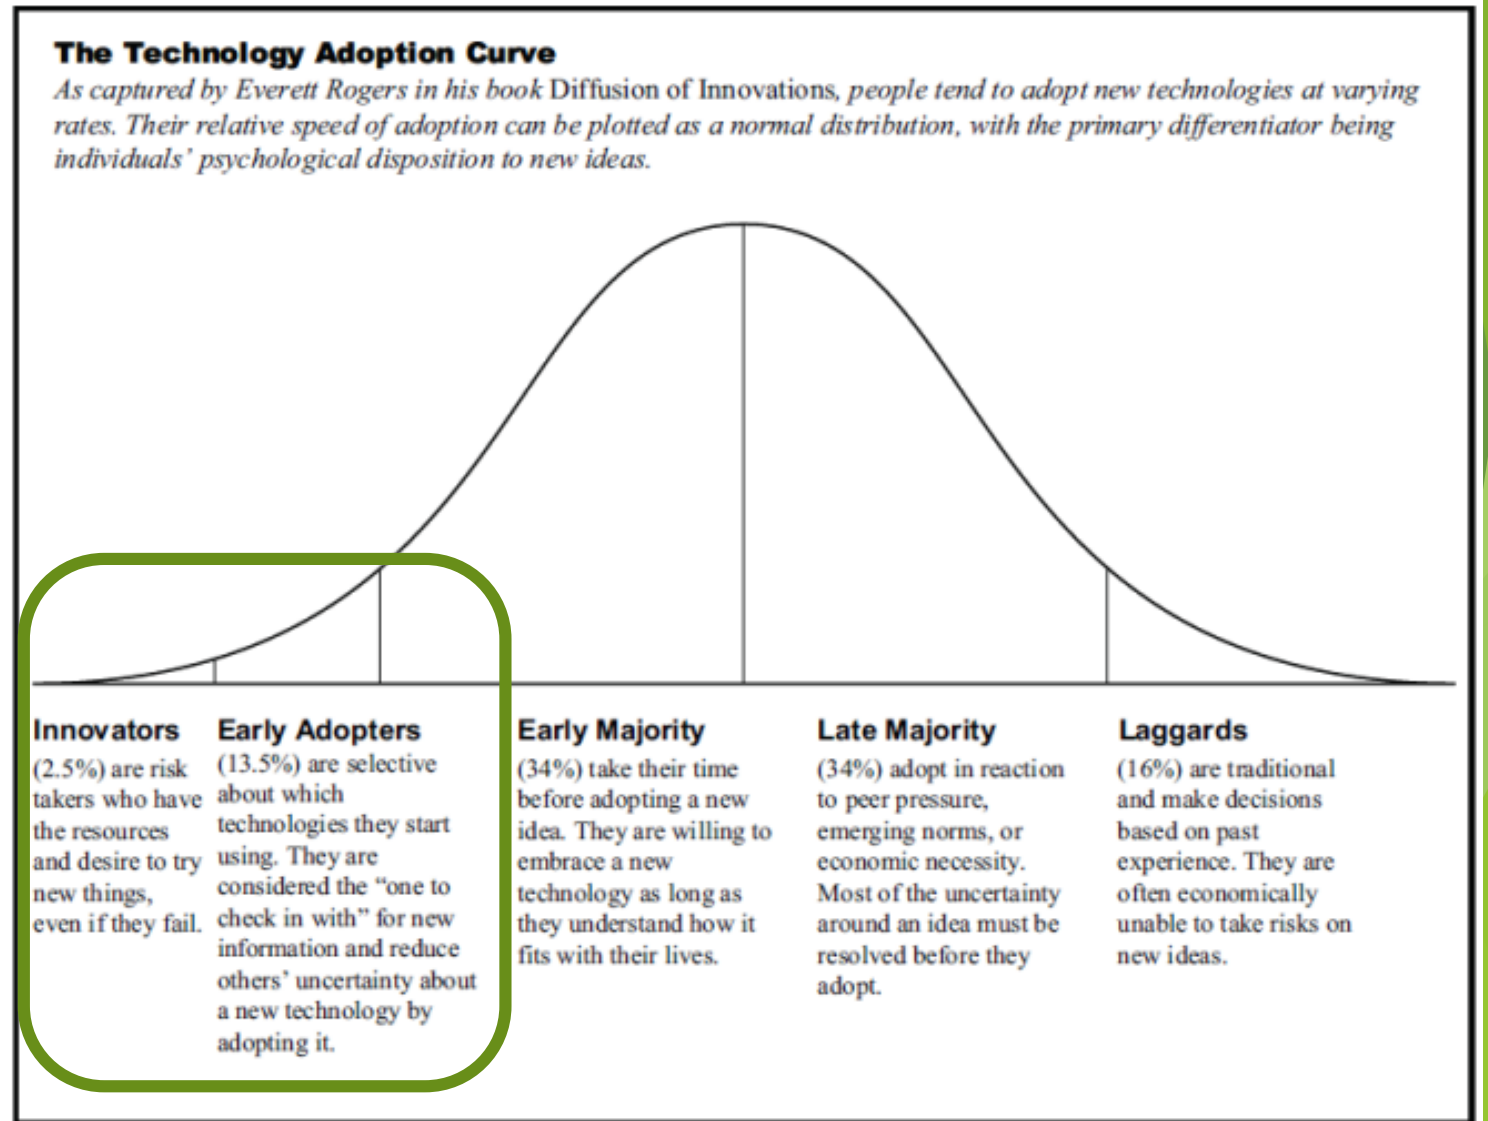 The Technology Adoption Curve
As captured by Everett Rogers in his book Diffusion of Innovations, people tend to adopt new technologies at varying
rates. Their relative speed of adoption can be plotted as a normal distribution, with the primary differentiator being
individuals' psychological disposition to new ideas.
Innovators
(2.5%) are risk
takers who have
the resources
and desire to try
new things,
even if they fail.
Early Adopters
(13.5%) are selective
about which
technologies they start
using. They are
considered the “one to
check in with” for new
information and reduce
others’ uncertainty about
a new technology by
adopting it.
Early Majority
(34%) take their time
before adopting a new
idea. They are willing to
embrace a new
technology as long as
they understand how it
fits with their lives.
Late Majority
(34%) adopt in reaction
to peer pressure,
emerging norms, or
economic necessity.
Most of the uncertainty
around an idea must be
resolved before they
adopt.
Laggards
(16%) are traditional
and make decisions
based on past
experience. They are
often economically
unable to take risks on
new ideas.